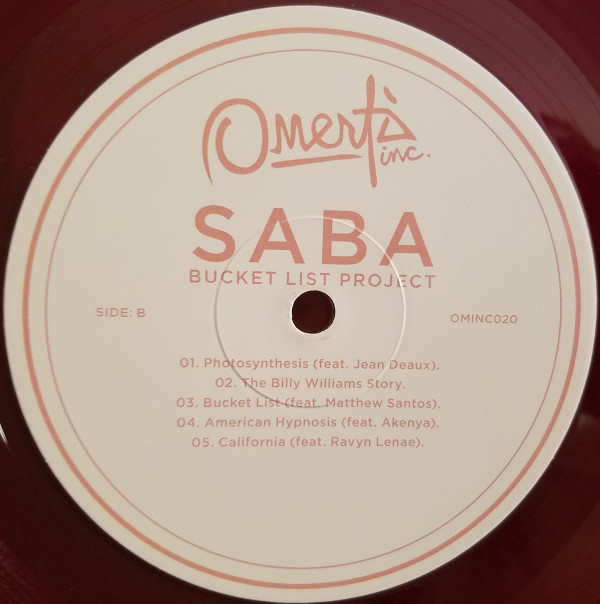 Omertà
inc.
SABA
BUCKET LIST PROJECT
SIDE: B
OMINC020
01. Photosynthesis (feat. Jean Deaux).
02. The Billy Williams Story.
03. Bucket List (feat. Matthew Santos).
04. American Hypnosis (feat. Akenya).
05. California (feat. Ravyn Lenae).